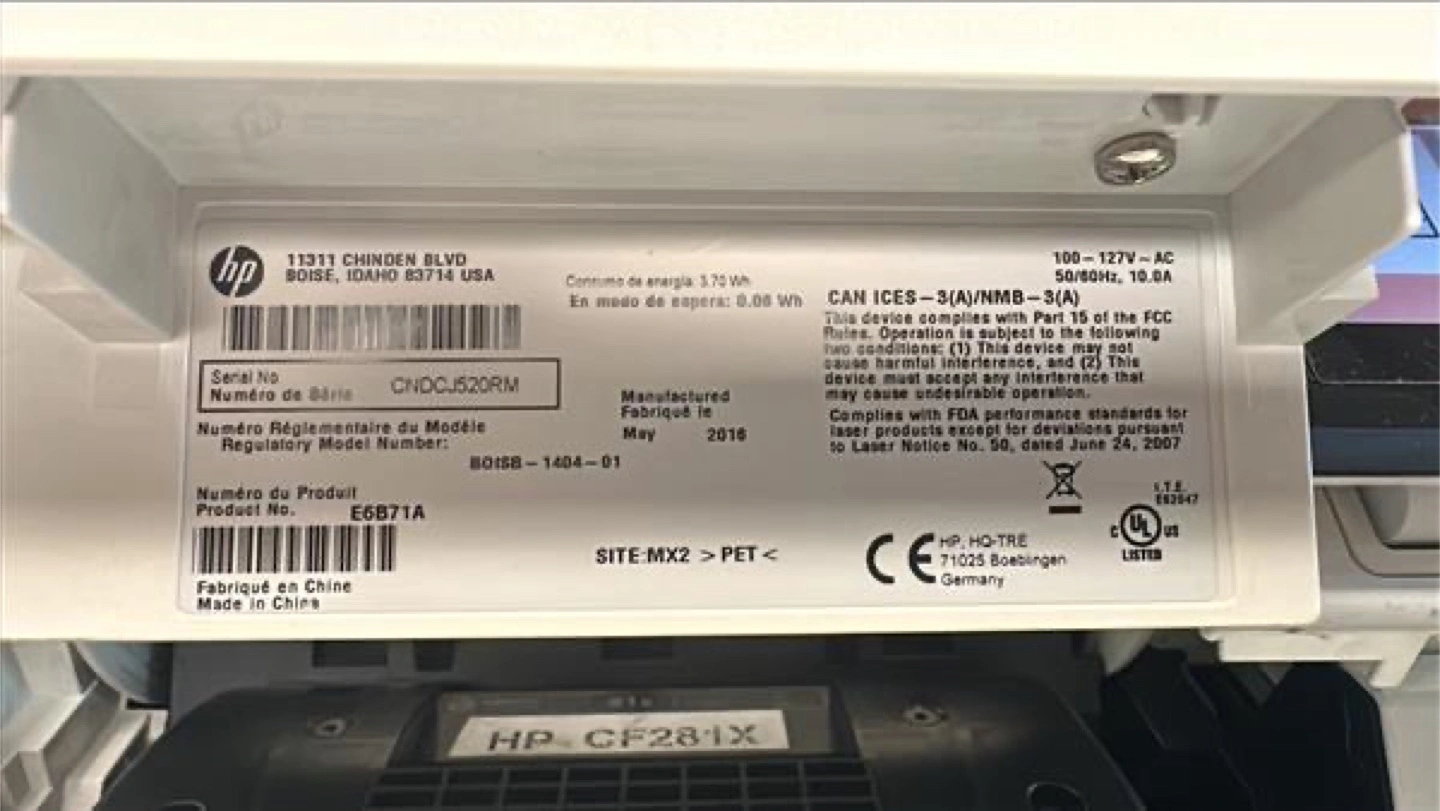 hp
11311 CHINDEN BLVD
BOISE, IDAHO 83714 USA
Serial No
Numéro de Série
CNDCJ520RM
Numéro Réglementaire du Modèle
Regulatory Model Number:
BOISB-1404-01
Numéro du Produit
Product No. E6B71A
Fabriqué en Chine
Made in China
Consumo de energía: 3.70 Wh
En modo de espera: 0.06 Wh
Manufactured
Fabriqué le
May 2016
SITE:MX2 >PET<
100-127V~AC
50/60Hz, 10.0A
CAN ICES-3(A)/NMB-3(A)
This device complies with Part 15 of the FCC
Rules. Operation is subject to the following
two conditions: (1) This device may not
cause harmful interference, and (2) This
device must accept any interference that
may cause undesirable operation.
Complies with FDA performance standards for
laser products except for deviations pursuant
to Laser Notice No. 50, dated June 24, 2007
CE
HP, HQ-TRE
71025 Boeblingen
Germany
I.T.E.
c UL us
LISTED
HP CF281X